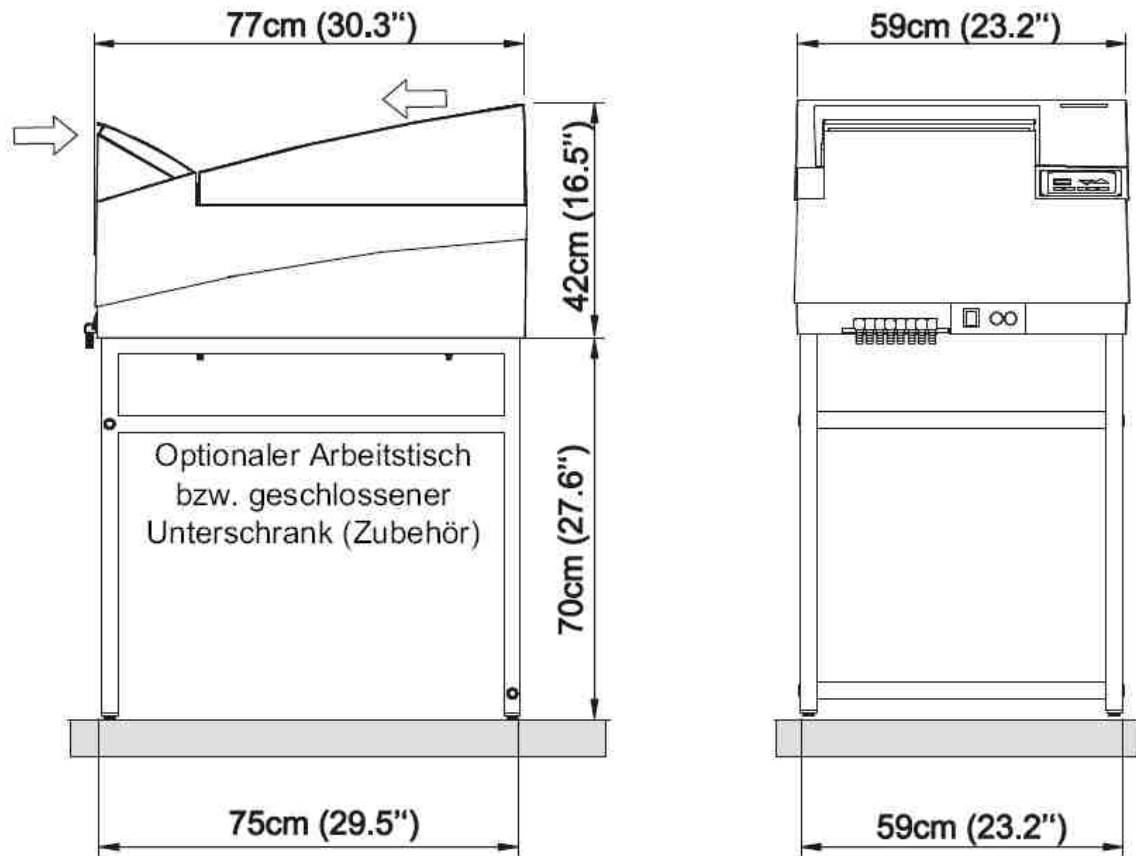 77cm (30.3“)
59cm (23.2“)
42cm (16.5“)
Optionaler Arbeitstisch
bzw. geschlossener
Unterschrank (Zubehör)
70cm (27.6“)
75cm (29.5“)
59cm (23.2“)